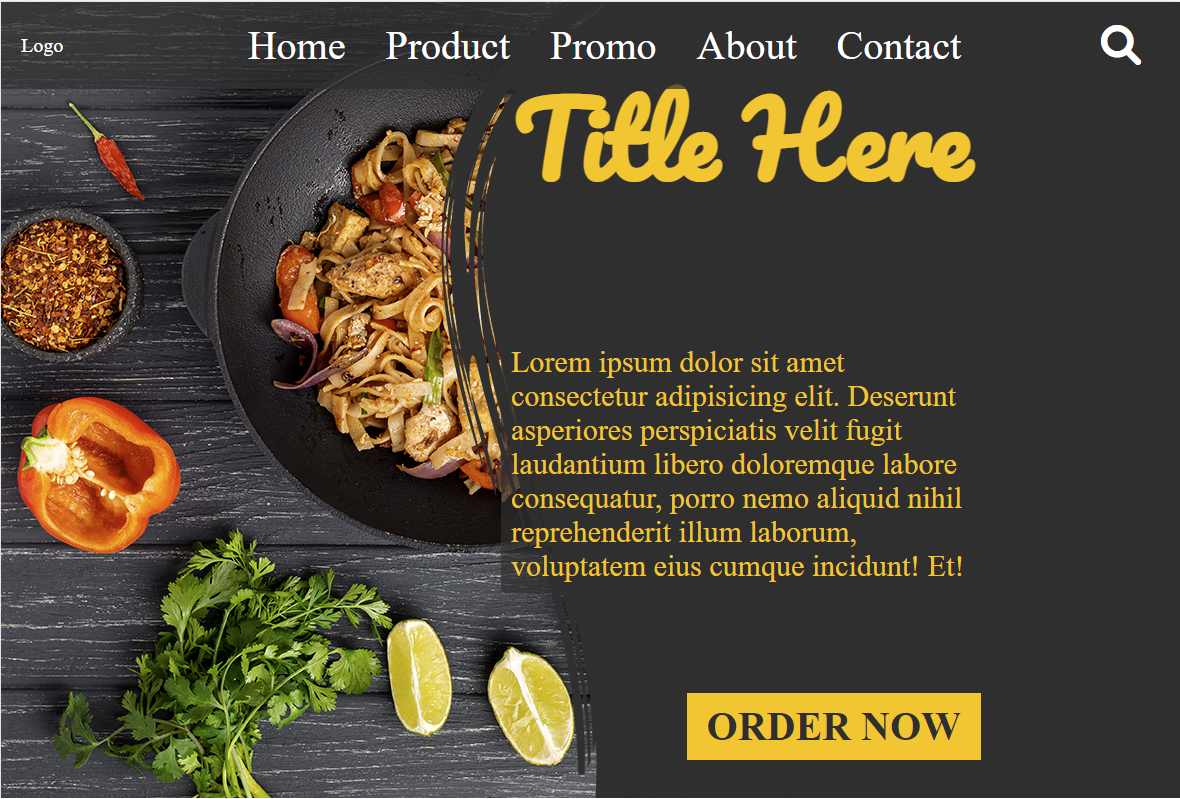 Logo Home Product Promo About Contact
Title Here
Lorem ipsum dolor sit amet
consectetur adipisicing elit. Deserunt
asperiores perspiciatis velit fugit
laudantium libero doloremque labore
consequatur, porro nemo aliquid nihil
reprehenderit illum laborum,
voluptatem eius cumque incidunt! Et!
ORDER NOW